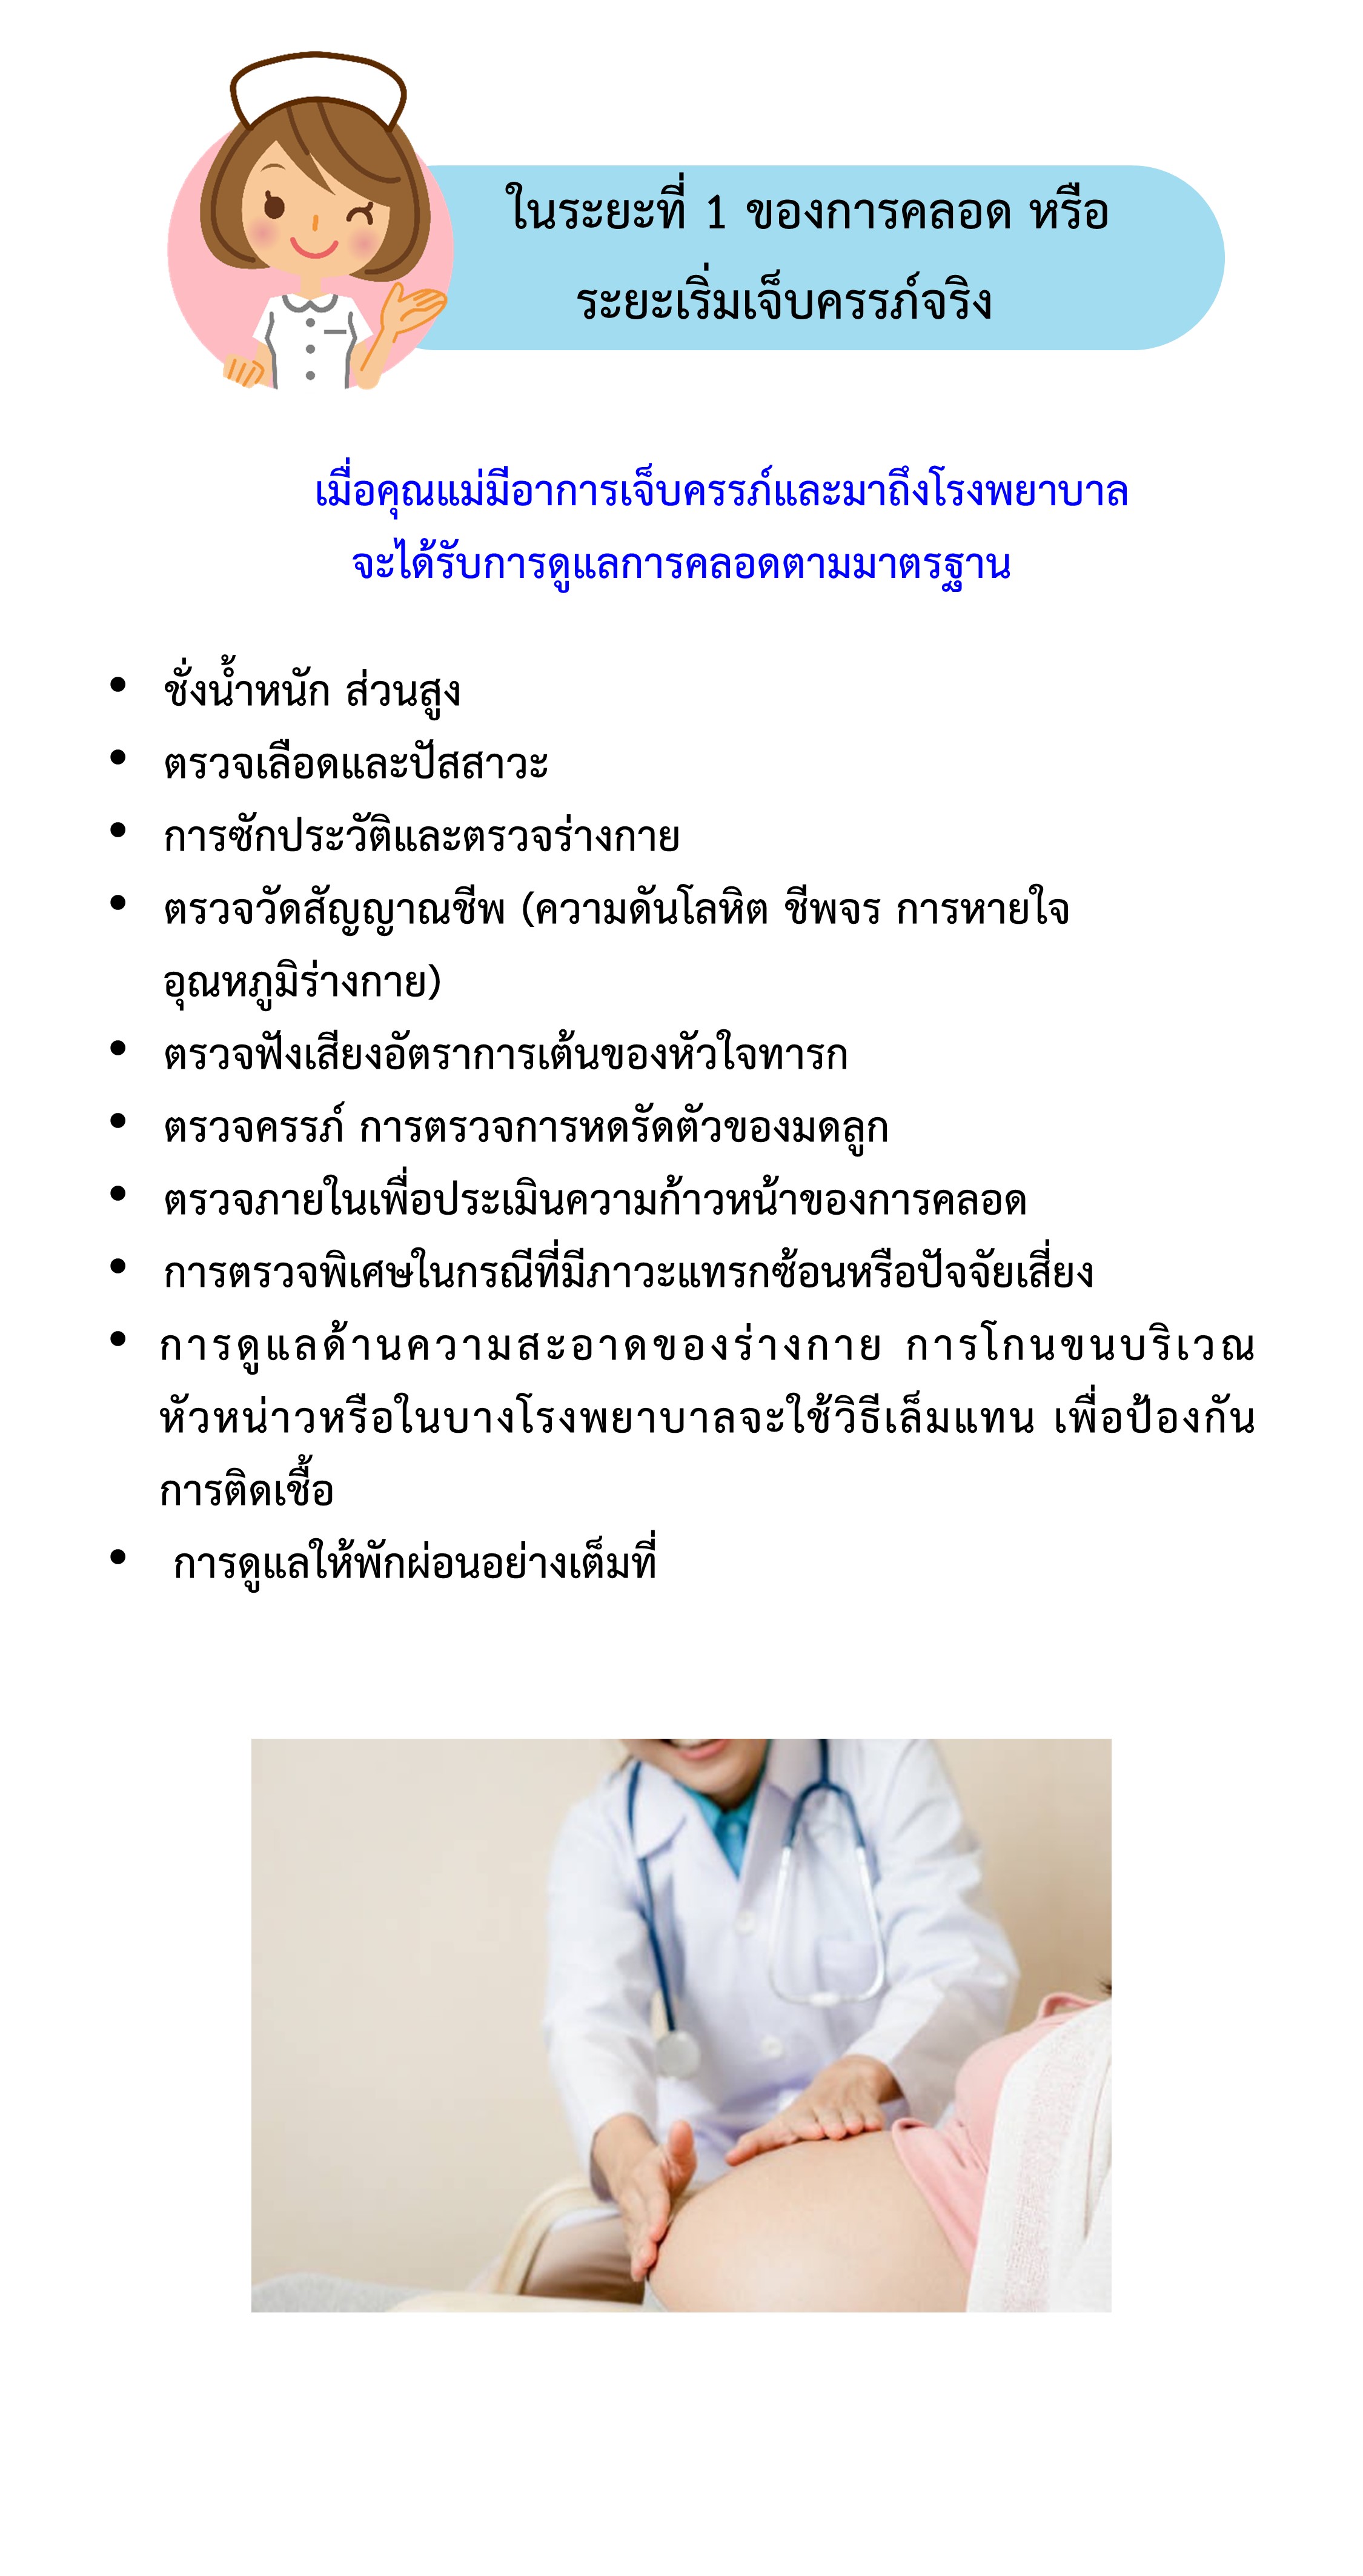 ในระยะที่ 1 ของการคลอด หรือ
ระยะเริ่มเจ็บครรภ์จริง
เมื่อคุณแม่มีอาการเจ็บครรภ์และมาถึงโรงพยาบาล
จะได้รับการดูแลการคลอดตามมาตรฐาน
• ชั่งน้ำหนัก ส่วนสูง
• ตรวจเลือดและปัสสาวะ
• การซักประวัติและตรวจร่างกาย
• ตรวจวัดสัญญาณชีพ (ความดันโลหิต ชีพจร การหายใจ
อุณหภูมิร่างกาย)
• ตรวจฟังเสียงอัตราการเต้นของหัวใจทารก
• ตรวจครรภ์ การตรวจการหดรัดตัวของมดลูก
• ตรวจภายในเพื่อประเมินความก้าวหน้าของการคลอด
• การตรวจพิเศษในกรณีที่มีภาวะแทรกซ้อนหรือปัจจัยเสี่ยง
• การดูแลด้านความสะอาดของร่างกาย การโกนขนบริเวณ
หัวหน่าวหรือในบางโรงพยาบาลจะใช้วิธีเล็มแทน เพื่อป้องกัน
การติดเชื้อ
• การดูแลให้พักผ่อนอย่างเต็มที่